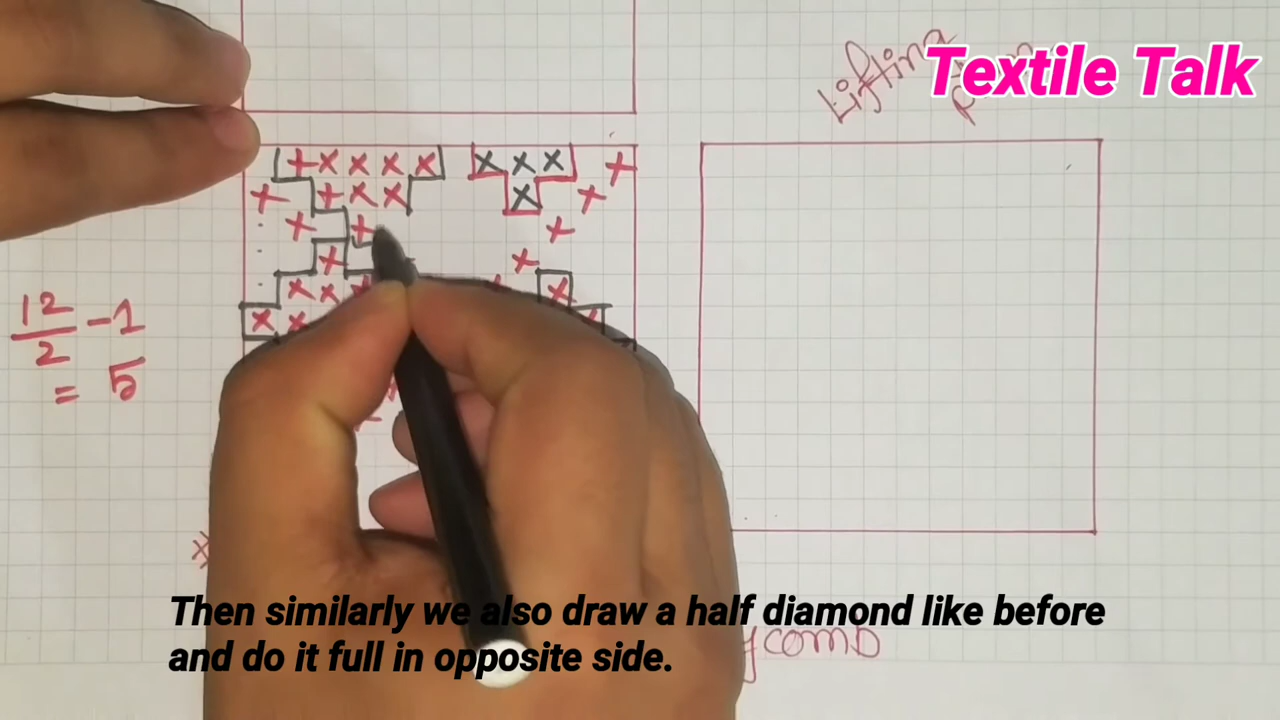 Textile Talk
Lifting
12/2 - 1
= 5
Then similarly we also draw a half diamond like before
and do it full in opposite side.